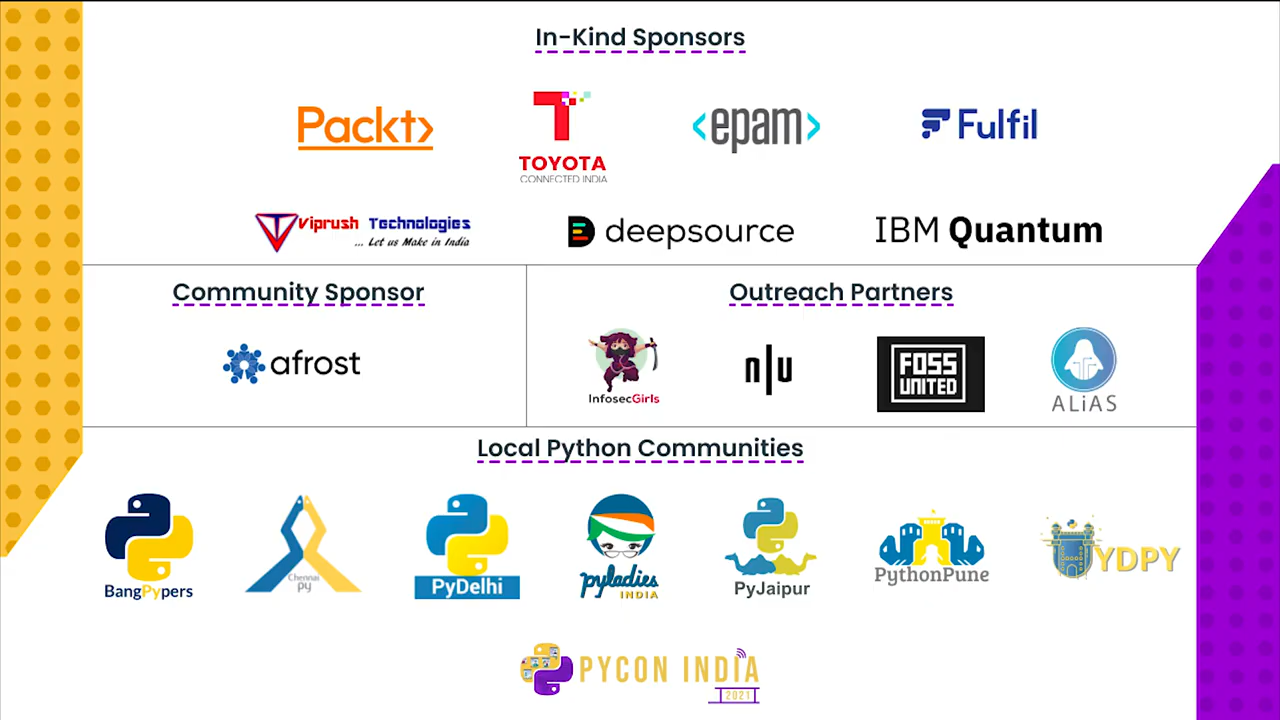 In-Kind Sponsors
Packt
TOYOTA
CONNECTED INDIA
<epam>
Fulfil
Viprush Technologies
... Let us Make in India
deepsource
IBM Quantum
Community Sponsor
afrost
Outreach Partners
InfosecGirls
n|u
FOSS
UNITED
ALiAS
Local Python Communities
BangPypers
Chennai
py
PyDelhi
pyladies
INDIA
PyJaipur
PythonPune
YDPY
PYCON INDIA
2021